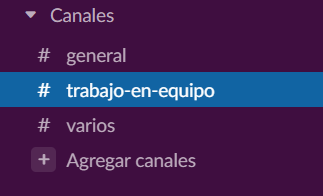 Canales
# general
# trabajo-en-equipo
# varios
+ Agregar canales